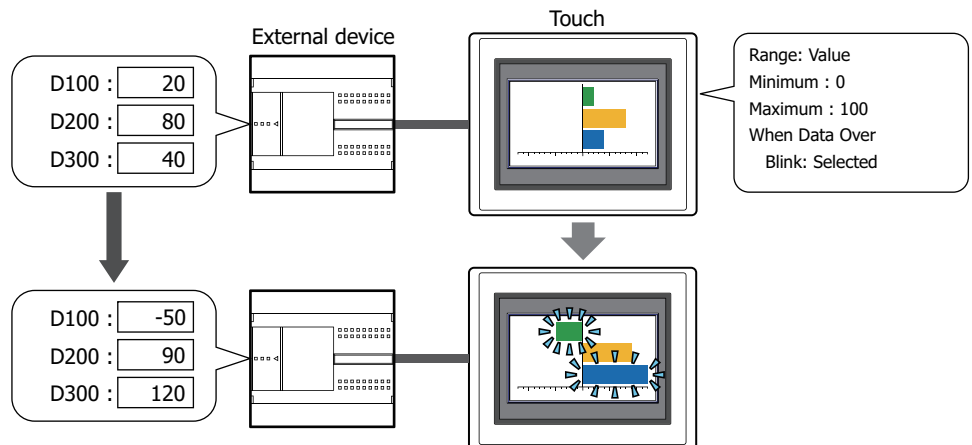 External device
Touch
D100 : 20
D200 : 80
D300 : 40
Range: Value
Minimum : 0
Maximum : 100
When Data Over
Blink: Selected
D100 : -50
D200 : 90
D300 : 120